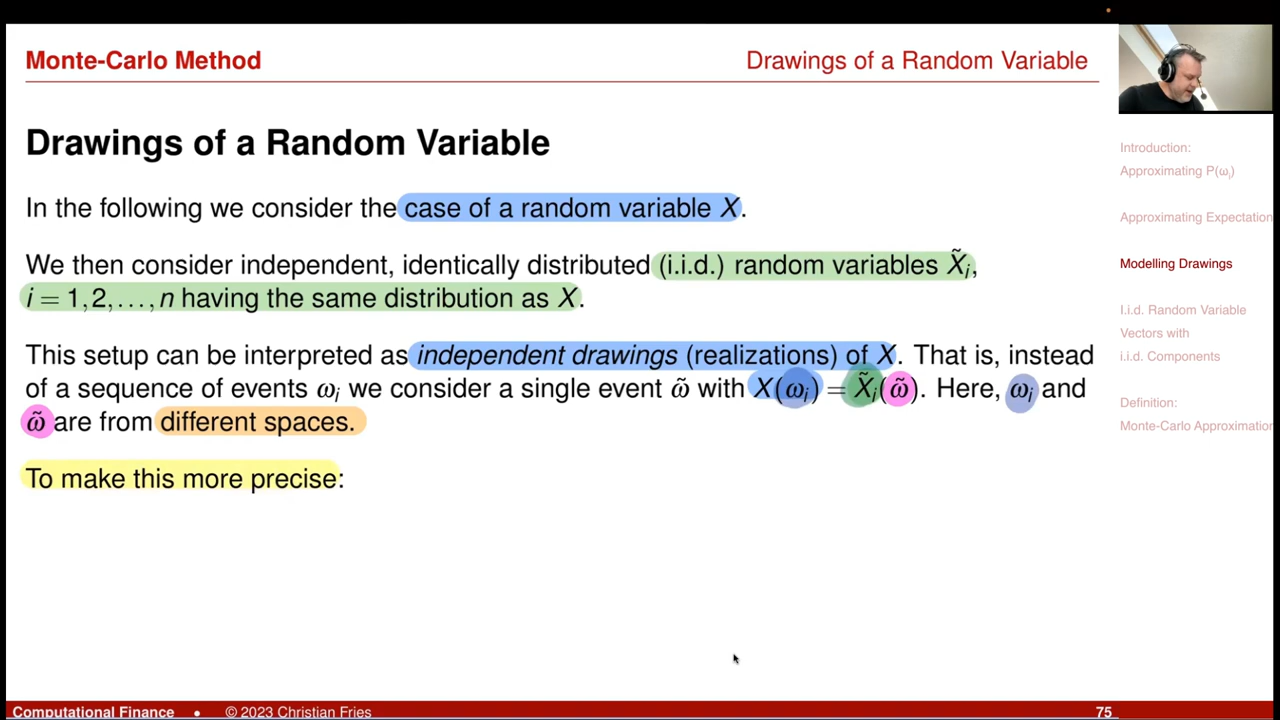 Monte-Carlo Method
Drawings of a Random Variable
Drawings of a Random Variable
In the following we consider the case of a random variable X.
We then consider independent, identically distributed (i.i.d.) random variables X̃ᵢ,
i = 1,2,...,n having the same distribution as X.
This setup can be interpreted as independent drawings (realizations) of X. That is, instead
of a sequence of events ωᵢ we consider a single event ω̃ with X(ωᵢ) = X̃ᵢ(ω̃). Here, ωᵢ and
ω̃ are from different spaces.
To make this more precise:
Introduction:
Approximating P(ωᵢ)
Approximating Expectation
Modelling Drawings
I.i.d. Random Variable
Vectors with
i.i.d. Components
Definition:
Monte-Carlo Approximation
Computational Finance • © 2023 Christian Fries
75